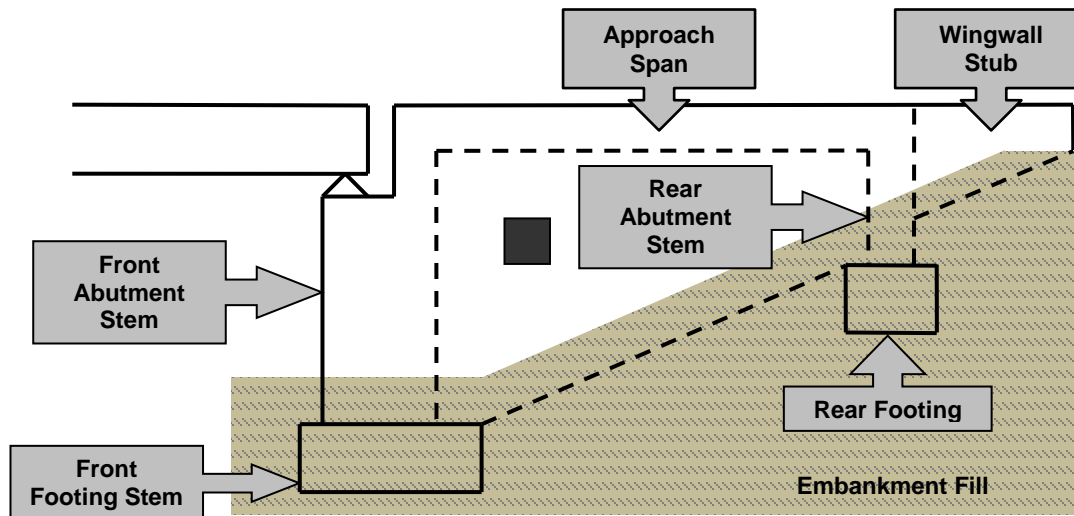 Approach
Span
Wingwall
Stub
Rear
Abutment
Stem
Front
Abutment
Stem
Rear Footing
Front
Footing Stem
Embankment Fill